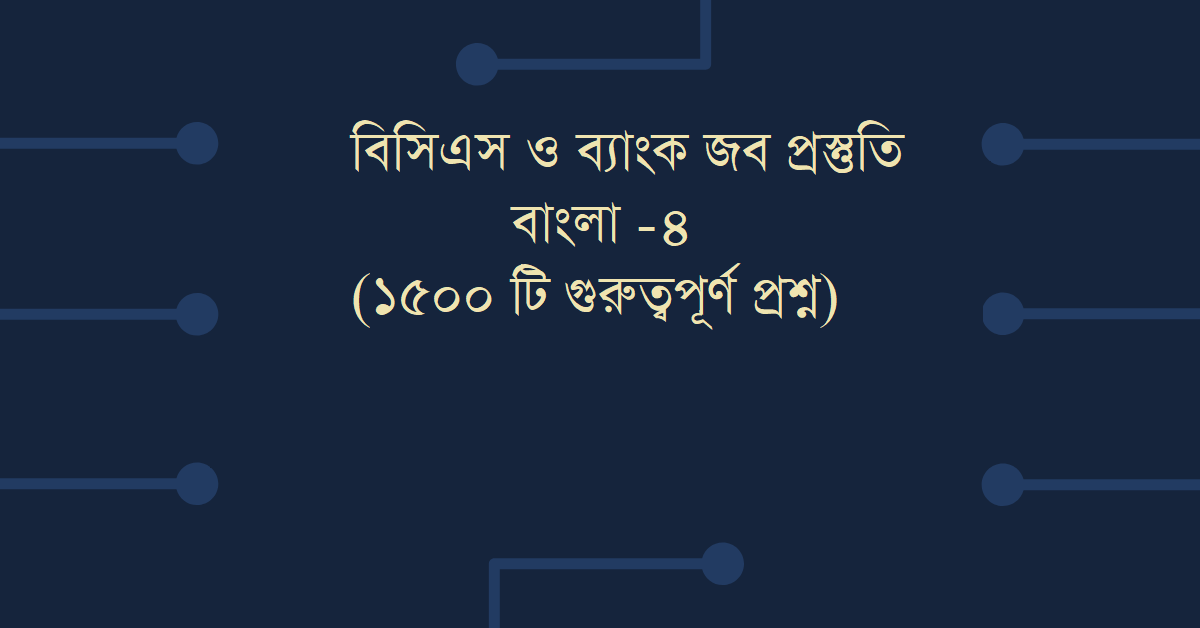 বিসিএস ও ব্যাংক জব প্রস্তুতি
বাংলা -৪
(১৫০০ টি গুরুত্বপূর্ণ প্রশ্ন)